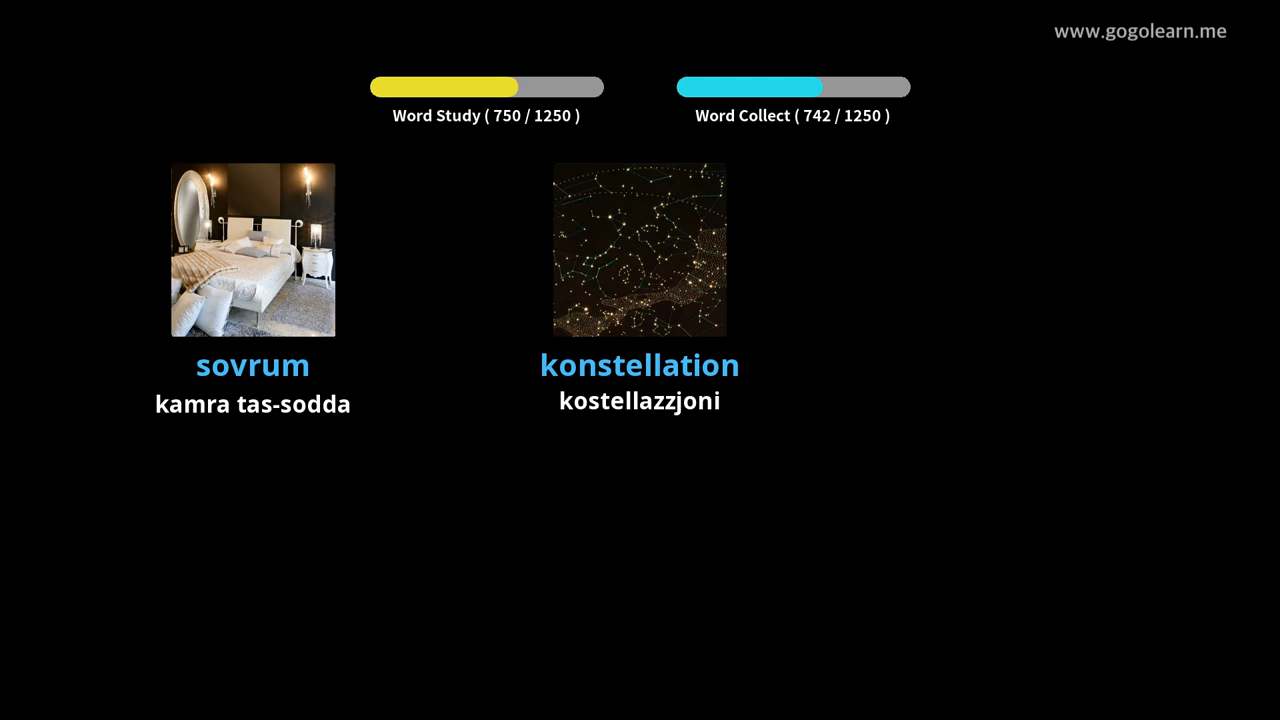 www.gogolearn.me
Word Study ( 750 / 1250 )
Word Collect ( 742 / 1250 )
sovrum
kamra tas-sodda
konstellation
kostellazzjoni